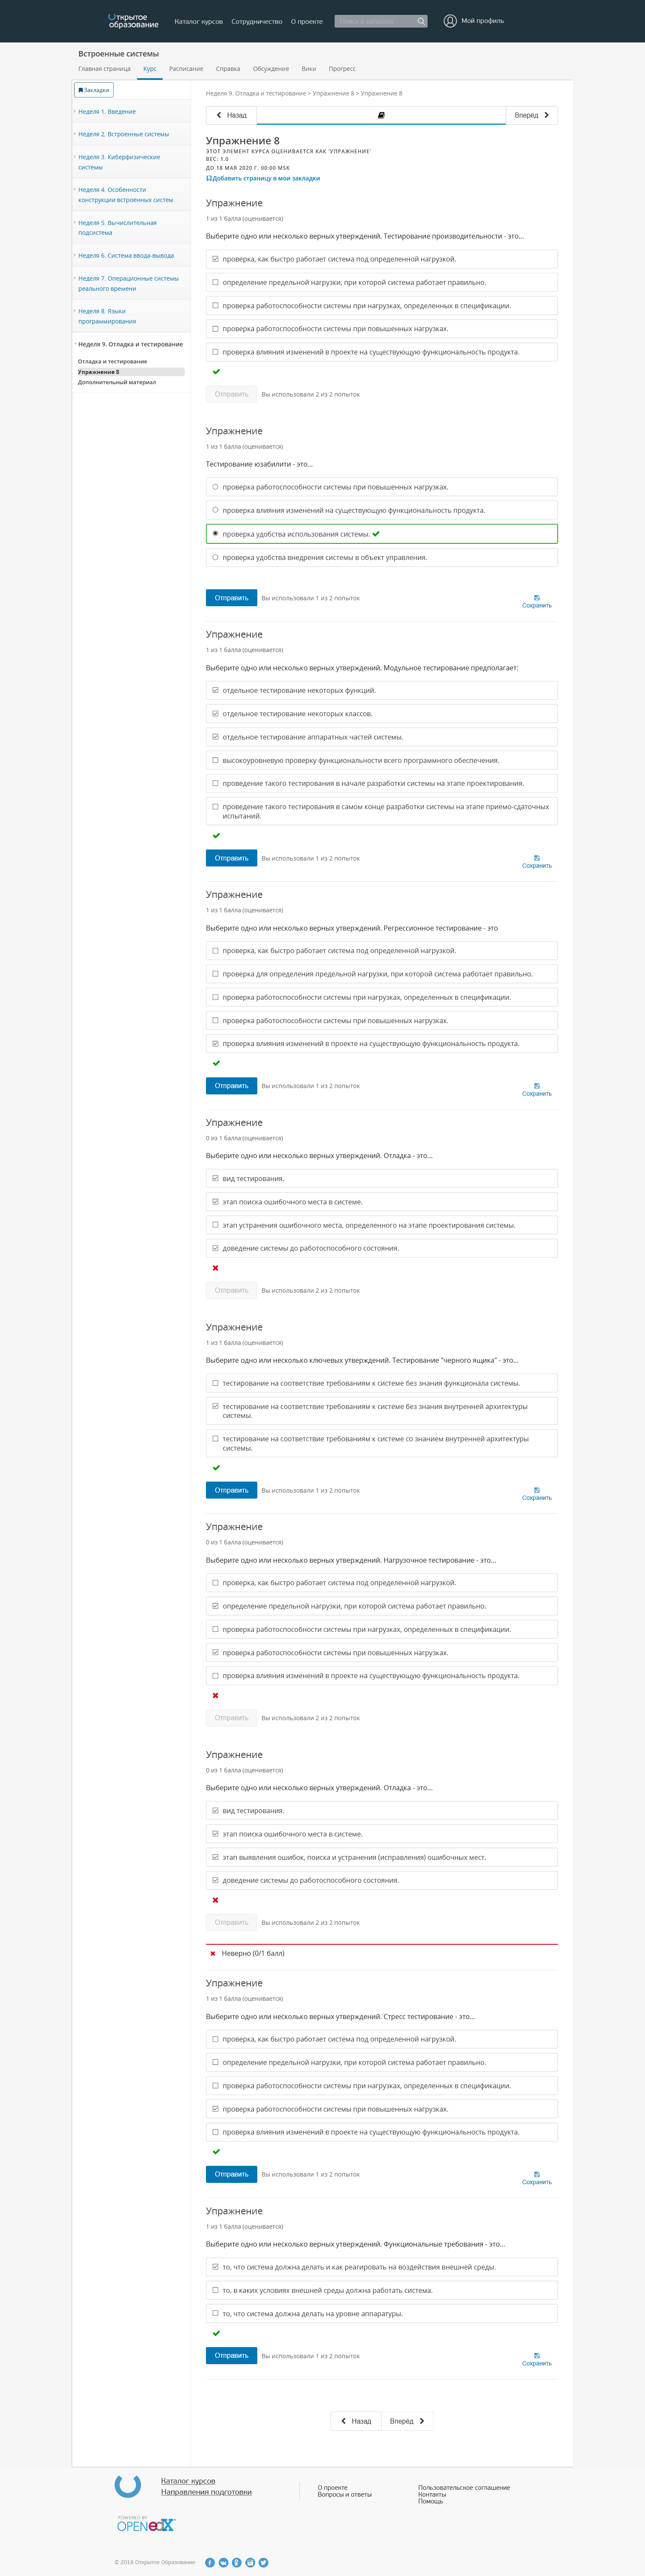 Открытое
образование
Каталог курсов
Сотрудничество
О проекте
Поиск в каталоге
Мой профиль
Встроенные системы
Главная страница
Курс
Расписание
Справка
Обсуждение
Вики
Прогресс
Закладки
Неделя 1. Введение
Неделя 2. Встроенные системы
Неделя 3. Киберфизические
системы
Неделя 4. Особенности
конструкции встроенных систем
Неделя 5. Вычислительная
подсистема
Неделя 6. Система ввода-вывода
Неделя 7. Операционные системы
реального времени
Неделя 8. Языки
программирования
Неделя 9. Отладка и тестирование
Отладка и тестирование
Упражнение 8
Дополнительный материал
Неделя 9. Отладка и тестирование > Упражнение 8 > Упражнение 8
Назад
Вперёд
Упражнение 8
ЭТОТ ЭЛЕМЕНТ КУРСА ОЦЕНИВАЕТСЯ КАК 'УПРАЖНЕНИЕ'
ВЕС: 1.0
ДО 18 МАЯ 2020 Г. 00:00 MSK
Добавить страницу в мои закладки
Упражнение
1 из 1 балла (оценивается)
Выберите одно или несколько верных утверждений. Тестирование производительности - это...
проверка, как быстро работает система под определенной нагрузкой.
определение предельной нагрузки, при которой система работает правильно.
проверка работоспособности системы при нагрузках, определенных в спецификации.
проверка работоспособности системы при повышенных нагрузках.
проверка влияния изменений в проекте на существующую функциональность продукта.
Отправить
Вы использовали 2 из 2 попыток
Упражнение
1 из 1 балла (оценивается)
Тестирование юзабилити - это...
проверка работоспособности системы при повышенных нагрузках.
проверка влияния изменений на существующую функциональность продукта.
проверка удобства использования системы.
проверка удобства внедрения системы в объект управления.
Отправить
Вы использовали 1 из 2 попыток
Сохранить
Упражнение
1 из 1 балла (оценивается)
Выберите одно или несколько верных утверждений. Модульное тестирование предполагает:
отдельное тестирование некоторых функций.
отдельное тестирование некоторых классов.
отдельное тестирование аппаратных частей системы.
высокоуровневую проверку функциональности всего программного обеспечения.
проведение такого тестирования в начале разработки системы на этапе проектирования.
проведение такого тестирования в самом конце разработки системы на этапе приемо-сдаточных
испытаний.
Отправить
Вы использовали 1 из 2 попыток
Сохранить
Упражнение
1 из 1 балла (оценивается)
Выберите одно или несколько верных утверждений. Регрессионное тестирование - это
проверка, как быстро работает система под определенной нагрузкой.
проверка для определения предельной нагрузки, при которой система работает правильно.
проверка работоспособности системы при нагрузках, определенных в спецификации.
проверка работоспособности системы при повышенных нагрузках.
проверка влияния изменений в проекте на существующую функциональность продукта.
Отправить
Вы использовали 1 из 2 попыток
Сохранить
Упражнение
0 из 1 балла (оценивается)
Выберите одно или несколько верных утверждений. Отладка - это...
вид тестирования.
этап поиска ошибочного места в системе.
этап устранения ошибочного места, определенного на этапе проектирования системы.
доведение системы до работоспособного состояния.
Отправить
Вы использовали 2 из 2 попыток
Упражнение
1 из 1 балла (оценивается)
Выберите одно или несколько ключевых утверждений. Тестирование "черного ящика" - это...
тестирование на соответствие требованиям к системе без знания функционала системы.
тестирование на соответствие требованиям к системе без знания внутренней архитектуры
системы.
тестирование на соответствие требованиям к системе со знанием внутренней архитектуры
системы.
Отправить
Вы использовали 1 из 2 попыток
Сохранить
Упражнение
0 из 1 балла (оценивается)
Выберите одно или несколько верных утверждений. Нагрузочное тестирование - это...
проверка, как быстро работает система под определенной нагрузкой.
определение предельной нагрузки, при которой система работает правильно.
проверка работоспособности системы при нагрузках, определенных в спецификации.
проверка работоспособности системы при повышенных нагрузках.
проверка влияния изменений в проекте на существующую функциональность продукта.
Отправить
Вы использовали 2 из 2 попыток
Упражнение
0 из 1 балла (оценивается)
Выберите одно или несколько верных утверждений. Отладка - это...
вид тестирования.
этап поиска ошибочного места в системе.
этап выявления ошибок, поиска и устранения (исправления) ошибочных мест.
доведение системы до работоспособного состояния.
Отправить
Вы использовали 2 из 2 попыток
Неверно (0/1 балл)
Упражнение
1 из 1 балла (оценивается)
Выберите одно или несколько верных утверждений. Стресс тестирование - это...
проверка, как быстро работает система под определенной нагрузкой.
определение предельной нагрузки, при которой система работает правильно.
проверка работоспособности системы при нагрузках, определенных в спецификации.
проверка работоспособности системы при повышенных нагрузках.
проверка влияния изменений в проекте на существующую функциональность продукта.
Отправить
Вы использовали 1 из 2 попыток
Сохранить
Упражнение
1 из 1 балла (оценивается)
Выберите одно или несколько верных утверждений. Функциональные требования - это...
то, что система должна делать и как реагировать на воздействия внешней среды.
то, в каких условиях внешней среды должна работать система.
то, что система должна делать на уровне аппаратуры.
Отправить
Вы использовали 1 из 2 попыток
Сохранить
Назад
Вперёд
Каталог курсов
Направления подготовки
О проекте
Вопросы и ответы
Пользовательское соглашение
Контакты
Помощь
POWERED BY
OPEN edX
© 2018 Открытое Образование